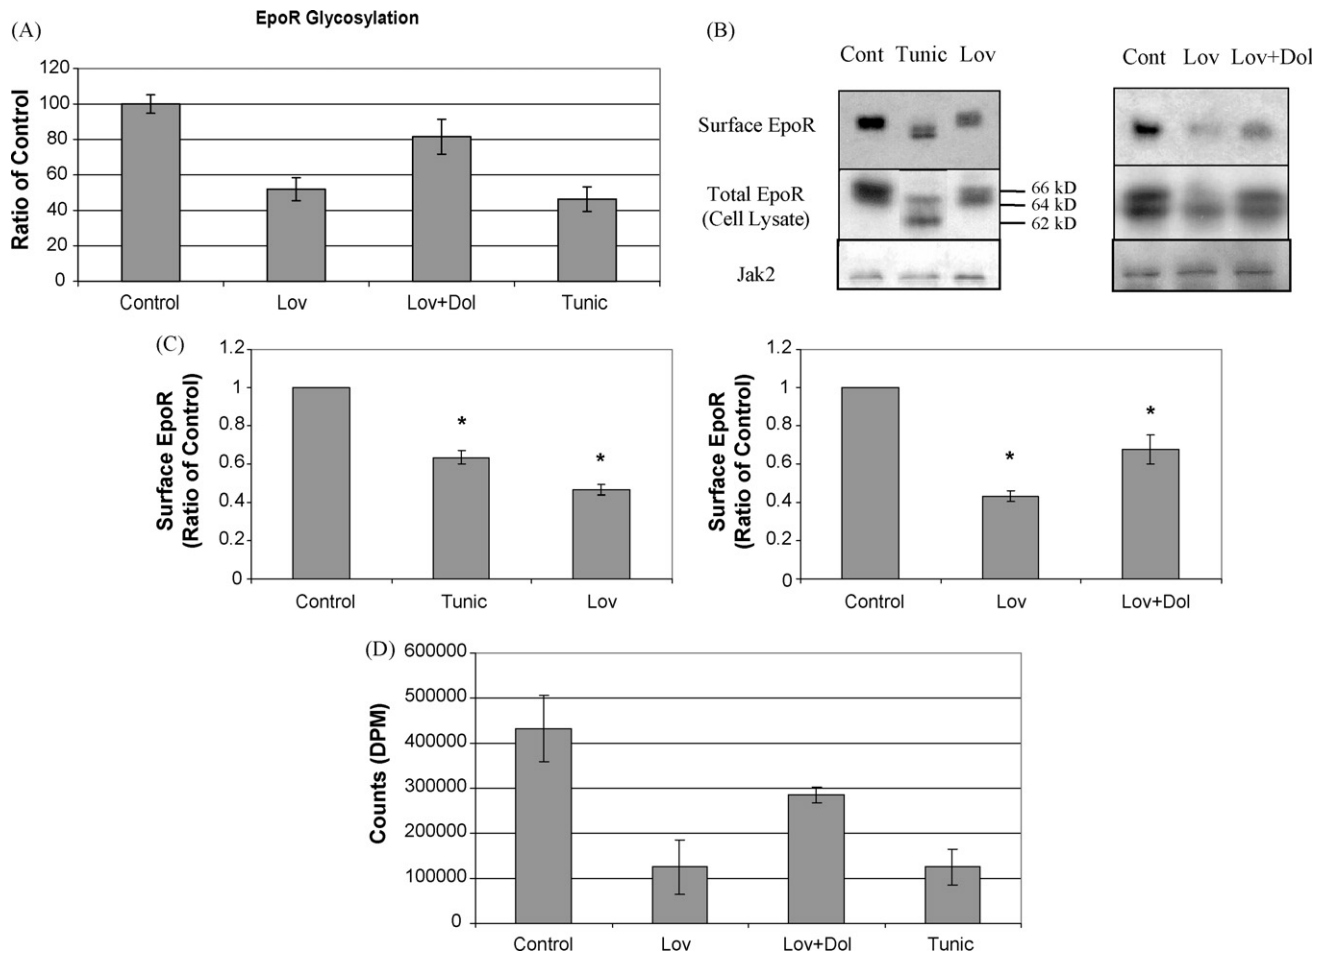 EpoR Glycosylation
(A)
Ratio of Control
120
100
80
60
40
20
0
Control Lov Lov+Dol Tunic
(B)
Cont Tunic Lov
Cont Lov Lov+Dol
Surface EpoR
Total EpoR
(Cell Lysate)
66 kD
64 kD
62 kD
Jak2
(C)
Surface EpoR
(Ratio of Control)
1.2
1
0.8
0.6
0.4
0.2
0
*
*
Control Tunic Lov
Surface EpoR
(Ratio of Control)
1.2
1
0.8
0.6
0.4
0.2
0
*
*
Control Lov Lov+Dol
(D)
Counts (DPM)
600000
500000
400000
300000
200000
100000
0
Control Lov Lov+Dol Tunic